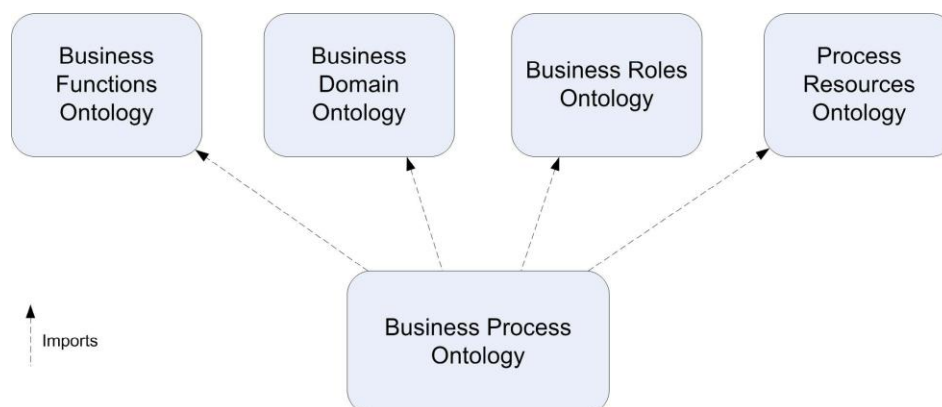 Business
Functions
Ontology
Business
Domain
Ontology
Business Roles
Ontology
Process
Resources
Ontology
Business Process
Ontology
Imports